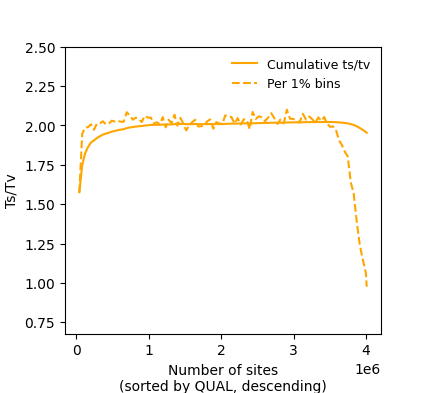 2.50
2.25
2.00
1.75
1.50
1.25
1.00
0.75
Ts/Tv
Cumulative ts/tv
Per 1% bins
0 1 2 3 4
1e6
Number of sites
(sorted by QUAL, descending)